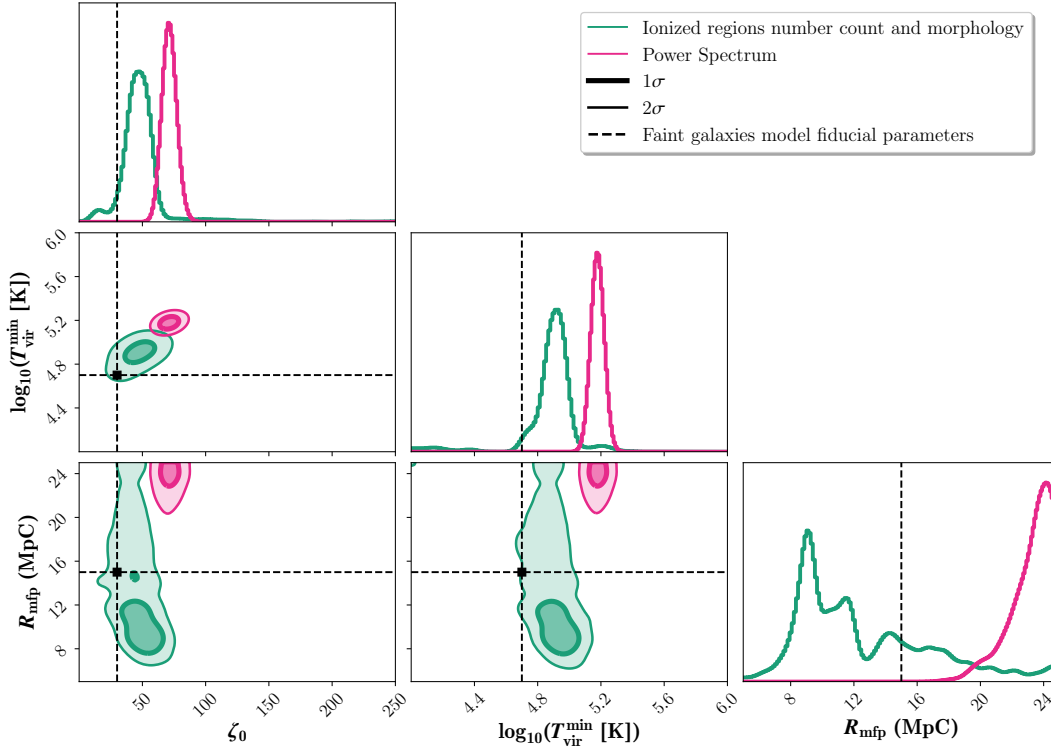 Ionized regions number count and morphology
Power Spectrum
1σ
2σ
Faint galaxies model fiducial parameters
log₁₀(T_vir^min [K])
6.0
5.6
5.2
4.8
4.4
R_mfp (MpC)
24
20
16
12
8
50 100 150 200 250
ζ₀
4.4 4.8 5.2 5.6 6.0
log₁₀(T_vir^min [K])
8 12 16 20 24
R_mfp (MpC)